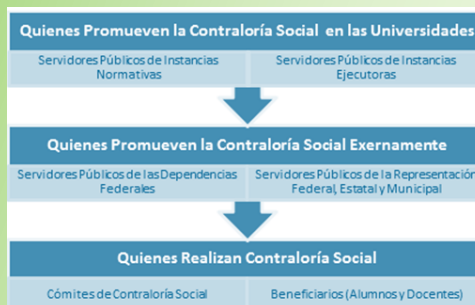 Quienes Promueven la Contraloría Social en las Universidades
Servidores Públicos de Instancias
Normativas
Servidores Públicos de Instancias
Ejecutoras
Quienes Promueven la Contraloría Social Exernamente
Servidores Públicos de las Dependencias
Federales
Servidores Públicos de la Representación
Federal, Estatal y Municipal
Quienes Realizan Contraloría Social
Cómites de Contraloría Social
Beneficiarios (Alumnos y Docentes)